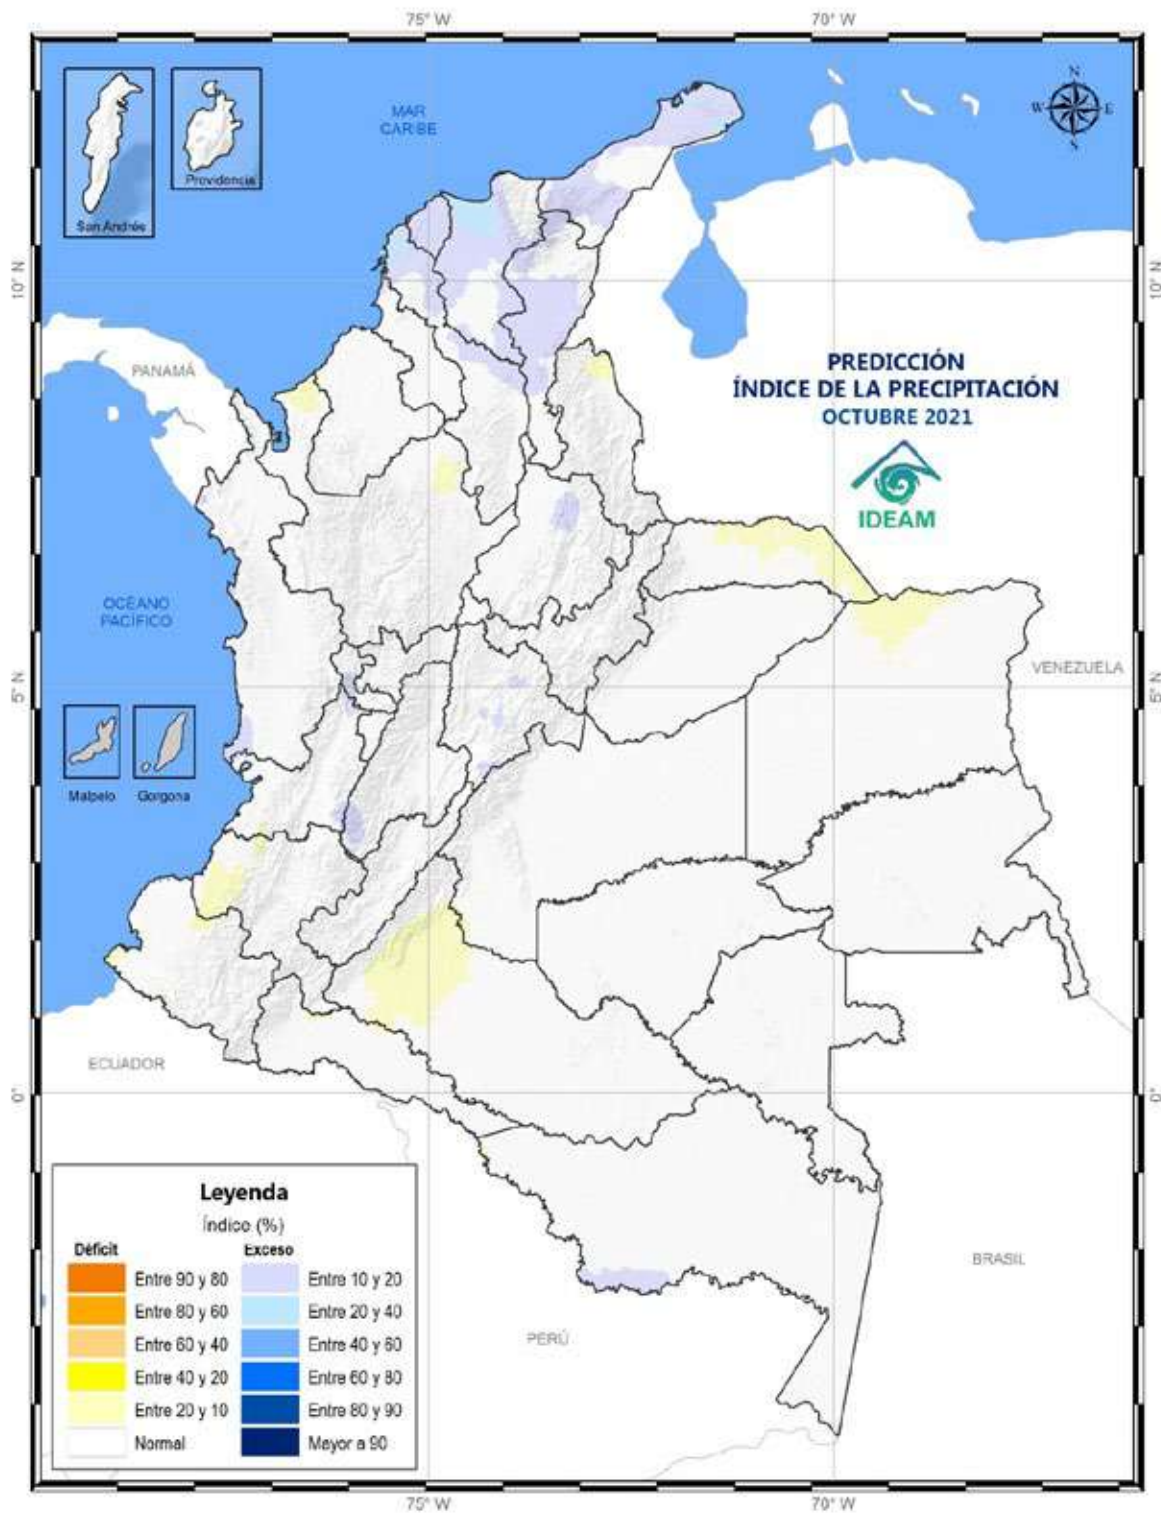 75° W
70° W
MAR
CARIBE
N
W
E
S
San Andrés
Providencia
10° N
10° N
PANAMÁ
PREDICCIÓN
ÍNDICE DE LA PRECIPITACIÓN
OCTUBRE 2021
IDEAM
OCÉANO
PACÍFICO
VENEZUELA
5° N
5° N
Malpelo
Gorgona
ECUADOR
0°
0°
Leyenda
Índice (%)
Déficit
Exceso
Entre 90 y 80
Entre 10 y 20
Entre 80 y 60
Entre 20 y 40
Entre 60 y 40
Entre 40 y 60
Entre 40 y 20
Entre 60 y 80
Entre 20 y 10
Entre 80 y 90
Normal
Mayor a 90
BRASIL
PERÚ
75° W
70° W